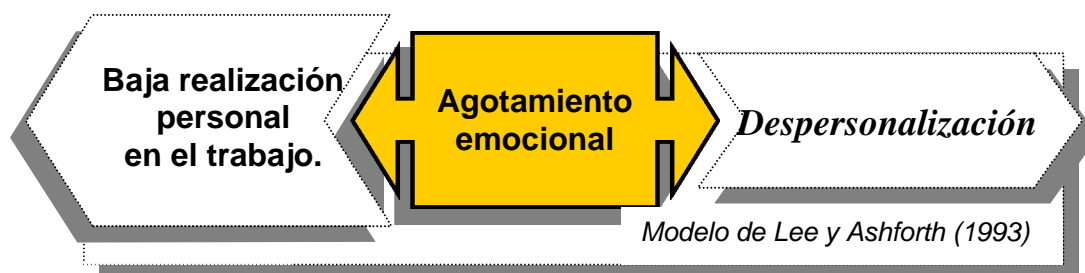 Baja realización
personal
en el trabajo.
Agotamiento
emocional
Despersonalización
Modelo de Lee y Ashforth (1993)